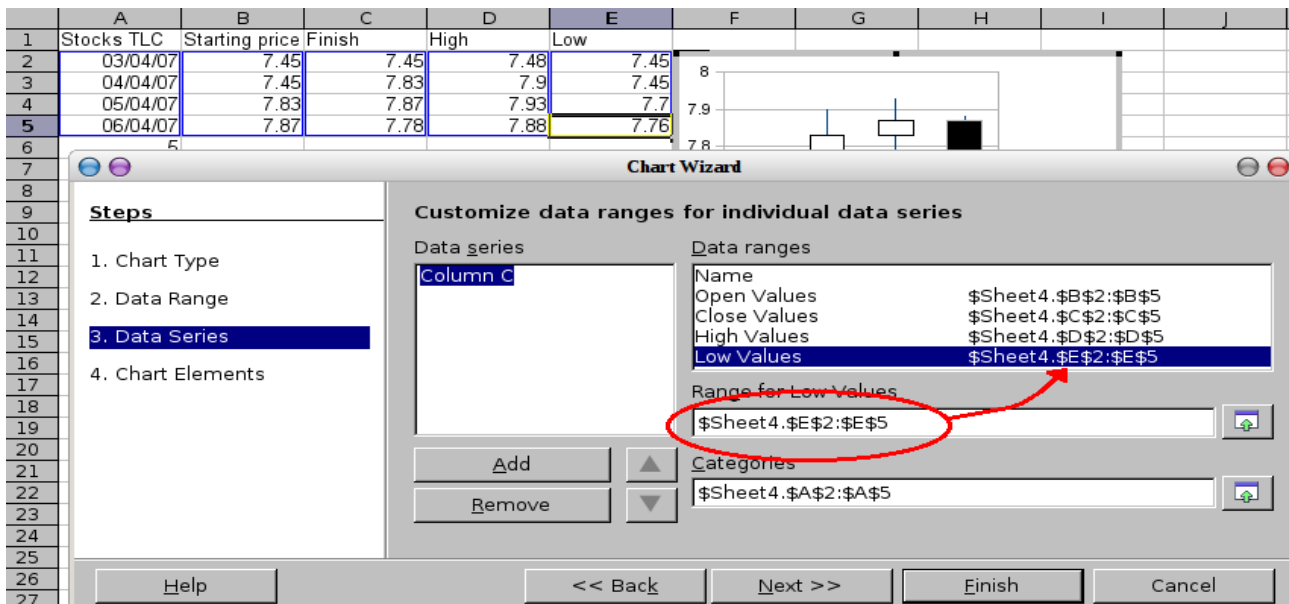 A B C D E F G H I J
1 Stocks TLC Starting price Finish High Low
2 03/04/07 7.45 7.45 7.48 7.45
3 04/04/07 7.45 7.83 7.9 7.45
4 05/04/07 7.83 7.87 7.93 7.7
5 06/04/07 7.87 7.78 7.88 7.76
6 5
7
8
9
10
11
12
13
14
15
16
17
18
19
20
21
22
23
24
25
26
27
8
7.9
7.8
Chart Wizard
Steps
1. Chart Type
2. Data Range
3. Data Series
4. Chart Elements
Customize data ranges for individual data series
Data series
Column C
Add
Remove
Data ranges
Name
Open Values $Sheet4.$B$2:$B$5
Close Values $Sheet4.$C$2:$C$5
High Values $Sheet4.$D$2:$D$5
Low Values $Sheet4.$E$2:$E$5
Range for Low Values
$Sheet4.$E$2:$E$5
Categories
$Sheet4.$A$2:$A$5
Help << Back Next >> Finish Cancel